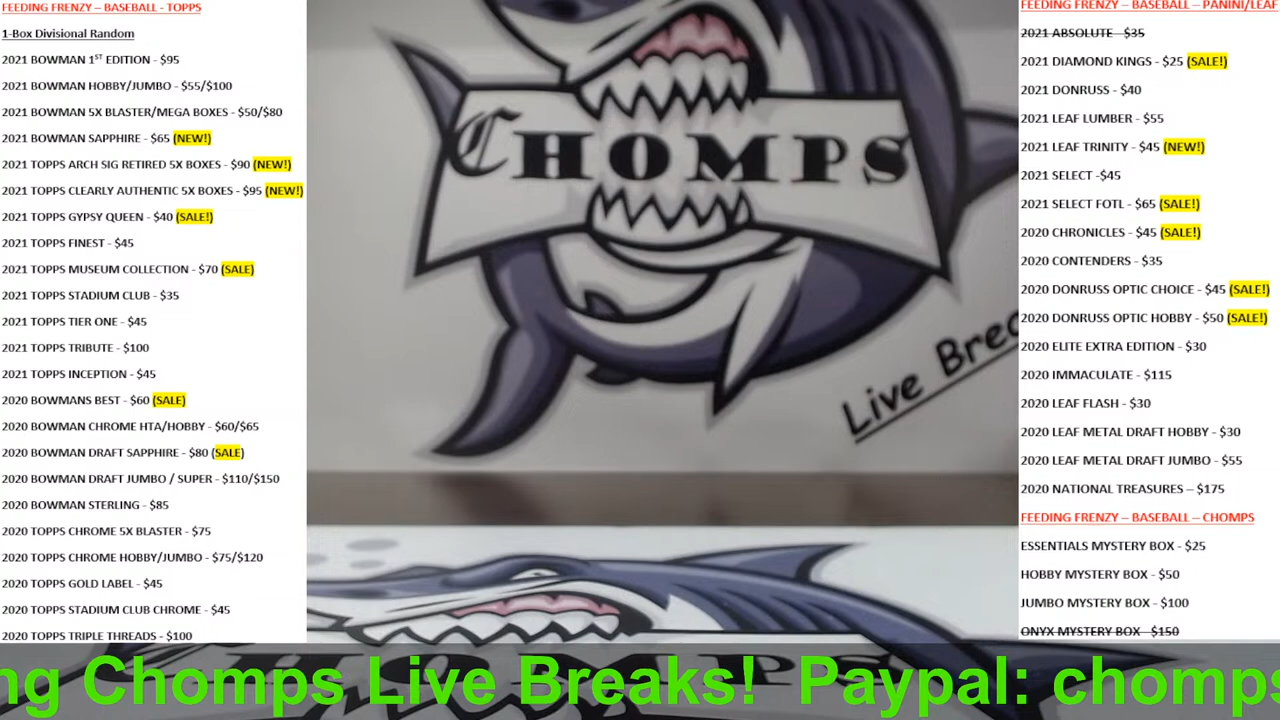 FEEDING FRENZY – BASEBALL - TOPPS
1-Box Divisional Random
2021 BOWMAN 1ST EDITION - $95
2021 BOWMAN HOBBY/JUMBO - $55/$100
2021 BOWMAN 5X BLASTER/MEGA BOXES - $50/$80
2021 BOWMAN SAPPHIRE - $65 (NEW!)
2021 TOPPS ARCH SIG RETIRED 5X BOXES - $90 (NEW!)
2021 TOPPS CLEARLY AUTHENTIC 5X BOXES - $95 (NEW!)
2021 TOPPS GYPSY QUEEN - $40 (SALE!)
2021 TOPPS FINEST - $45
2021 TOPPS MUSEUM COLLECTION - $70 (SALE)
2021 TOPPS STADIUM CLUB - $35
2021 TOPPS TIER ONE - $45
2021 TOPPS TRIBUTE - $100
2021 TOPPS INCEPTION - $45
2020 BOWMANS BEST - $60 (SALE)
2020 BOWMAN CHROME HTA/HOBBY - $60/$65
2020 BOWMAN DRAFT SAPPHIRE - $80 (SALE)
2020 BOWMAN DRAFT JUMBO / SUPER - $110/$150
2020 BOWMAN STERLING - $85
2020 TOPPS CHROME 5X BLASTER - $75
2020 TOPPS CHROME HOBBY/JUMBO - $75/$120
2020 TOPPS GOLD LABEL - $45
2020 TOPPS STADIUM CLUB CHROME - $45
2020 TOPPS TRIPLE THREADS - $100
CHOMPS
Live Brea
CHOMPS
FEEDING FRENZY – BASEBALL – PANINI/LEAF
2021 ABSOLUTE - $35
2021 DIAMOND KINGS - $25 (SALE!)
2021 DONRUSS - $40
2021 LEAF LUMBER - $55
2021 LEAF TRINITY - $45 (NEW!)
2021 SELECT -$45
2021 SELECT FOTL - $65 (SALE!)
2020 CHRONICLES - $45 (SALE!)
2020 CONTENDERS - $35
2020 DONRUSS OPTIC CHOICE - $45 (SALE!)
2020 DONRUSS OPTIC HOBBY - $50 (SALE!)
2020 ELITE EXTRA EDITION - $30
2020 IMMACULATE - $115
2020 LEAF FLASH - $30
2020 LEAF METAL DRAFT HOBBY - $30
2020 LEAF METAL DRAFT JUMBO - $55
2020 NATIONAL TREASURES – $175
FEEDING FRENZY – BASEBALL – CHOMPS
ESSENTIALS MYSTERY BOX - $25
HOBBY MYSTERY BOX - $50
JUMBO MYSTERY BOX - $100
ONYX MYSTERY BOX - $150
ng Chomps Live Breaks! Paypal: chomps